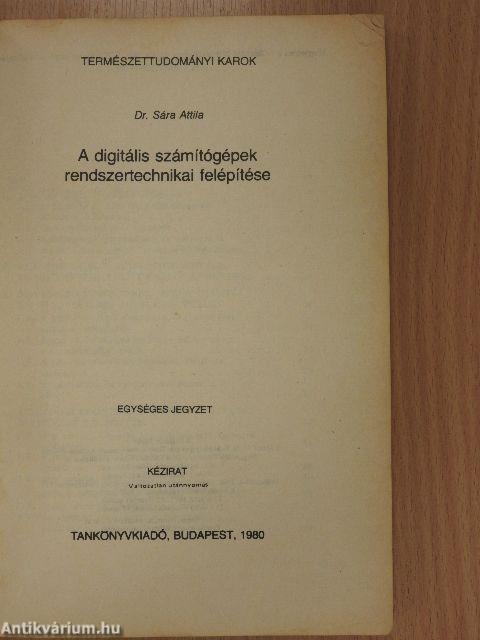 TERMÉSZETTUDOMÁNYI KAROK
Dr. Sára Attila
A digitális számítógépek
rendszertechnikai felépítése
EGYSÉGES JEGYZET
KÉZIRAT
Változatlan utánnyomás
TANKÖNYVKIADÓ, BUDAPEST, 1980
Antikvárium.hu